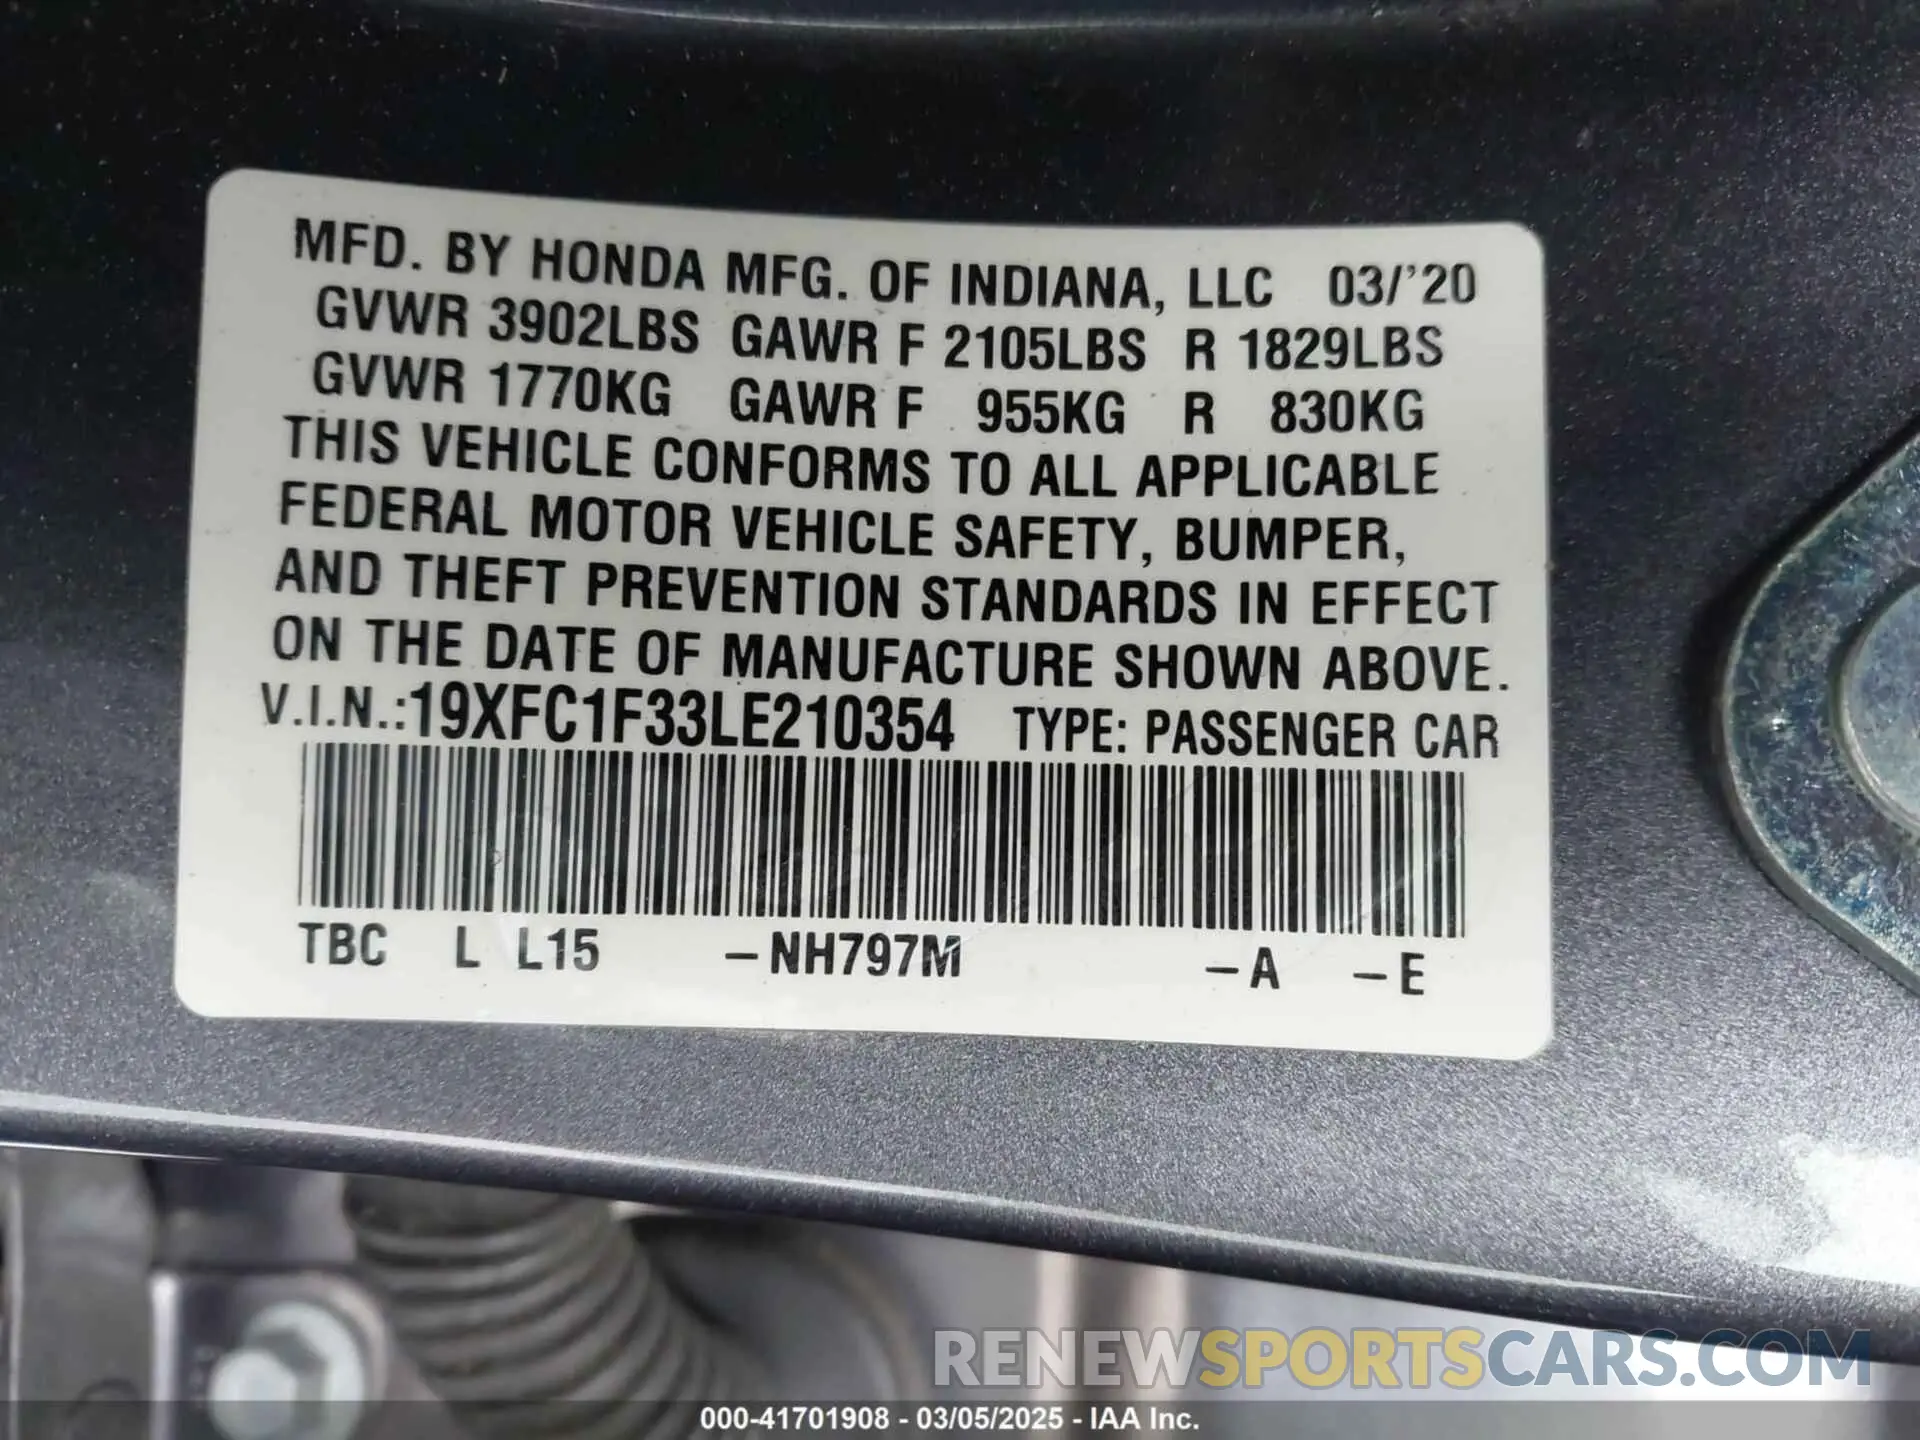 MFD. BY HONDA MFG. OF INDIANA, LLC 03/'20
GVWR 3902LBS GAWR F 2105LBS R 1829LBS
GVWR 1770KG GAWR F 955KG R 830KG
THIS VEHICLE CONFORMS TO ALL APPLICABLE
FEDERAL MOTOR VEHICLE SAFETY, BUMPER,
AND THEFT PREVENTION STANDARDS IN EFFECT
ON THE DATE OF MANUFACTURE SHOWN ABOVE.
V.I.N.:19XFC1F33LE210354 TYPE: PASSENGER CAR
TBC L L15 -NH797M -A -E
RENEWSPORTSCARS.COM
000-41701908 - 03/05/2025 - IAA Inc.